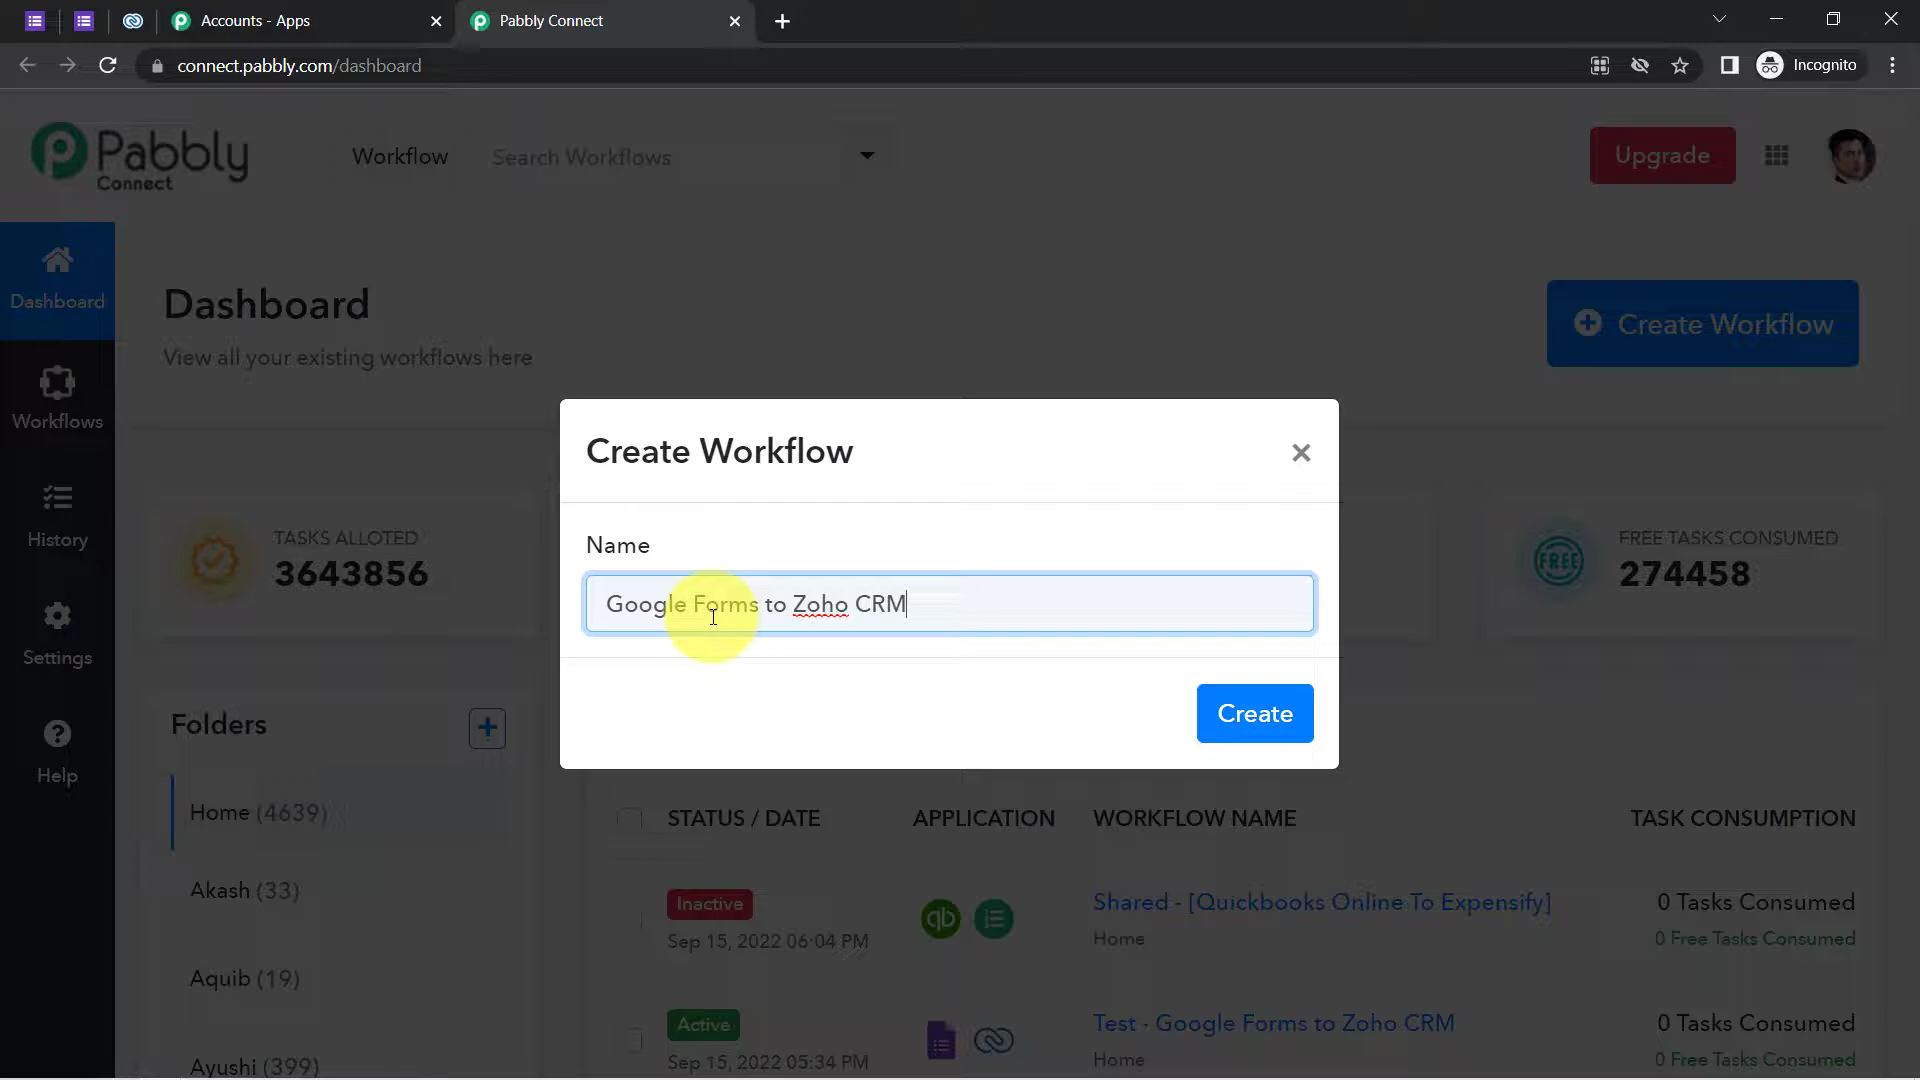 Accounts - Apps
Pabbly Connect
connect.pabbly.com/dashboard
Incognito
Pabbly
Connect
Workflow
Search Workflows
Upgrade
Dashboard
Dashboard
View all your existing workflows here
Create Workflow
Workflows
Create Workflow
Name
Google Forms to Zoho CRM
Create
History
TASKS ALLOTED
3643856
FREE TASKS CONSUMED
274458
FREE
Settings
Folders
Help
Home (4639)
STATUS / DATE
APPLICATION
WORKFLOW NAME
TASK CONSUMPTION
Akash (33)
Inactive
Sep 15, 2022 06:04 PM
qb
Shared - [Quickbooks Online To Expensify]
Home
0 Tasks Consumed
0 Free Tasks Consumed
Aquib (19)
Active
Sep 15, 2022 05:34 PM
Test - Google Forms to Zoho CRM
Home
0 Tasks Consumed
0 Free Tasks Consumed
Ayushi (399)